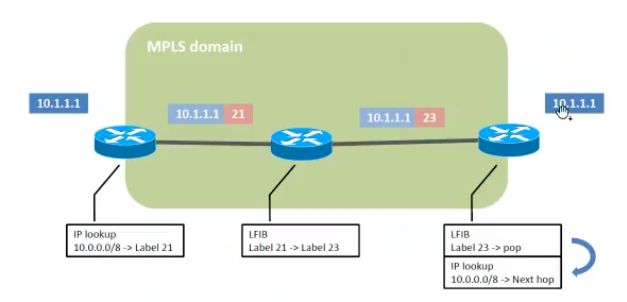 MPLS domain
10.1.1.1
10.1.1.1 21
10.1.1.1 23
10.1.1.1
IP lookup
10.0.0.0/8 -> Label 21
LFIB
Label 21 -> Label 23
LFIB
Label 23 -> pop
IP lookup
10.0.0.0/8 -> Next hop